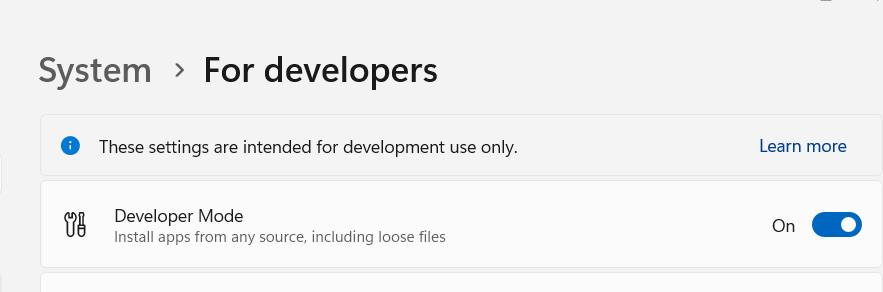 System > For developers
These settings are intended for development use only.
Learn more
Developer Mode
Install apps from any source, including loose files
On